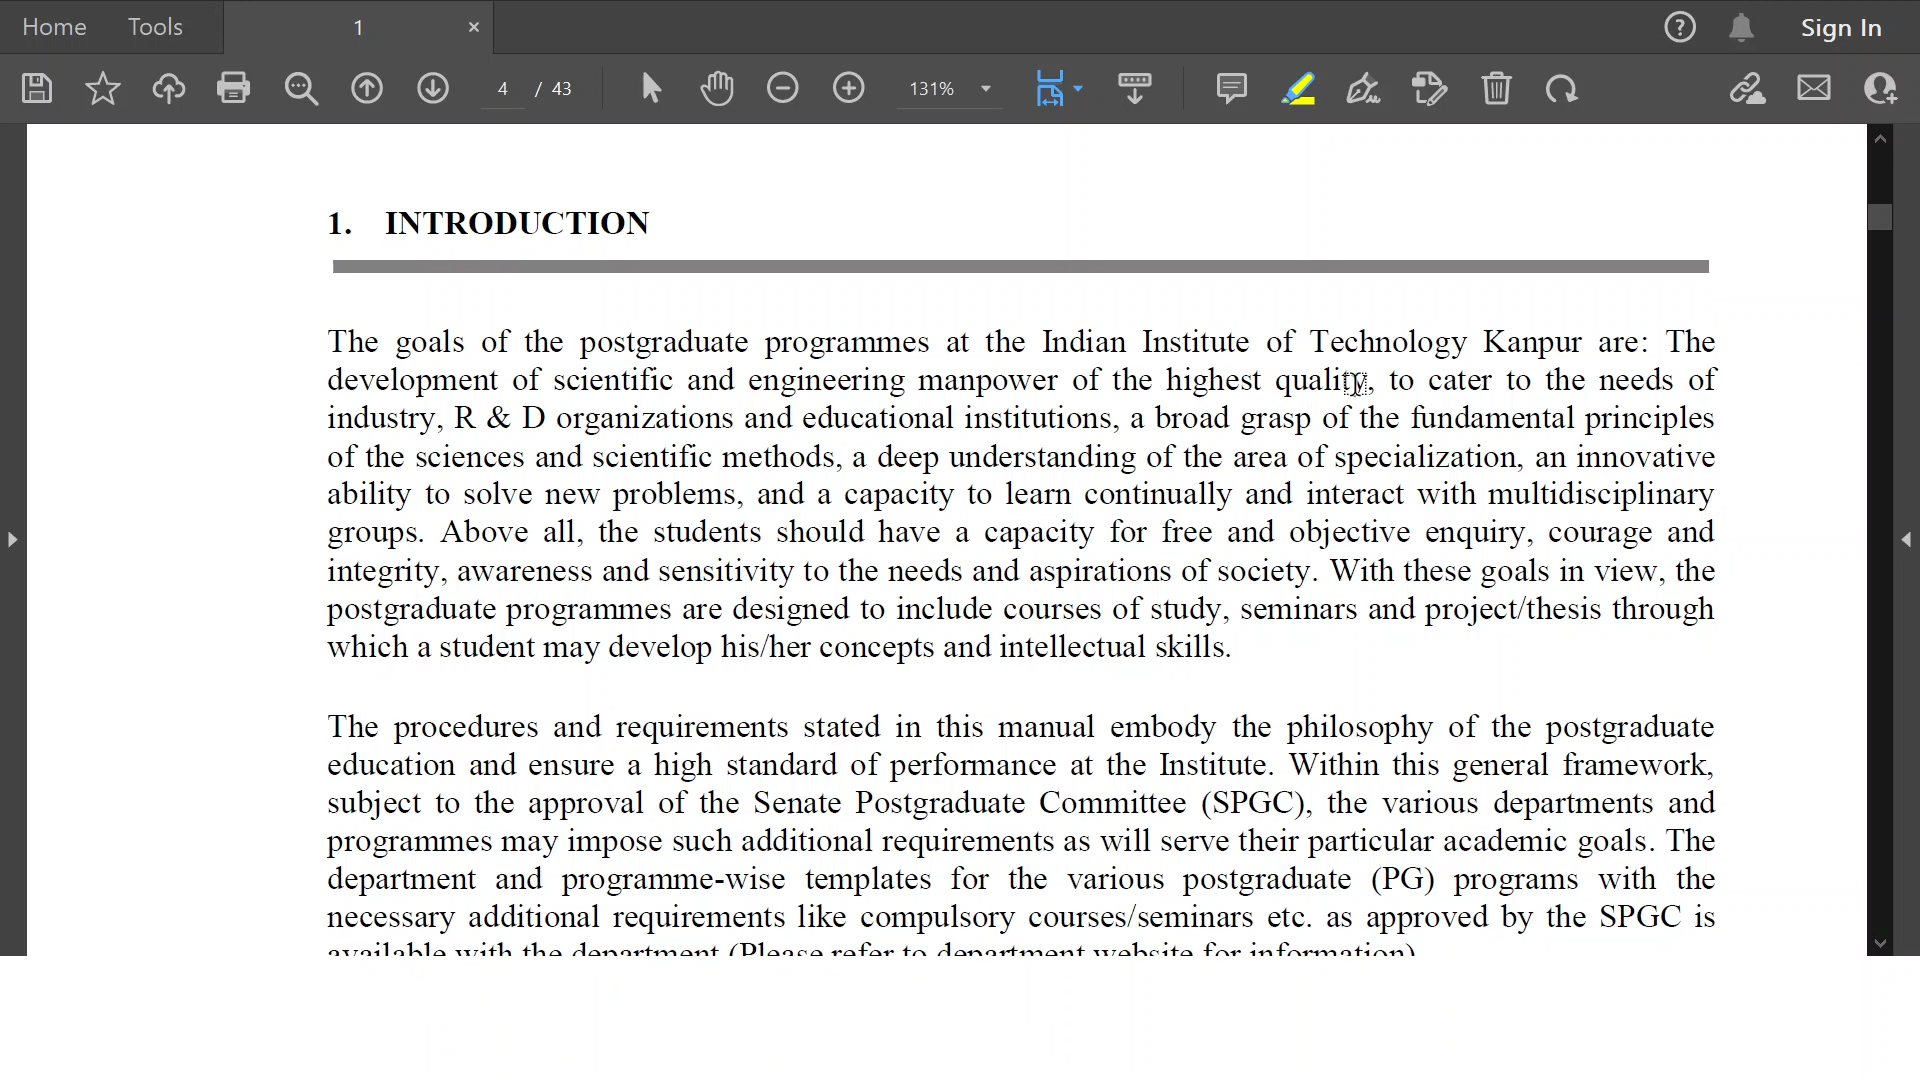 Home Tools 1 × ? Sign In
4 / 43 131%
1. INTRODUCTION
The goals of the postgraduate programmes at the Indian Institute of Technology Kanpur are: The
development of scientific and engineering manpower of the highest quality, to cater to the needs of
industry, R & D organizations and educational institutions, a broad grasp of the fundamental principles
of the sciences and scientific methods, a deep understanding of the area of specialization, an innovative
ability to solve new problems, and a capacity to learn continually and interact with multidisciplinary
groups. Above all, the students should have a capacity for free and objective enquiry, courage and
integrity, awareness and sensitivity to the needs and aspirations of society. With these goals in view, the
postgraduate programmes are designed to include courses of study, seminars and project/thesis through
which a student may develop his/her concepts and intellectual skills.
The procedures and requirements stated in this manual embody the philosophy of the postgraduate
education and ensure a high standard of performance at the Institute. Within this general framework,
subject to the approval of the Senate Postgraduate Committee (SPGC), the various departments and
programmes may impose such additional requirements as will serve their particular academic goals. The
department and programme-wise templates for the various postgraduate (PG) programs with the
necessary additional requirements like compulsory courses/seminars etc. as approved by the SPGC is
available with the department (Please refer to department website for information)